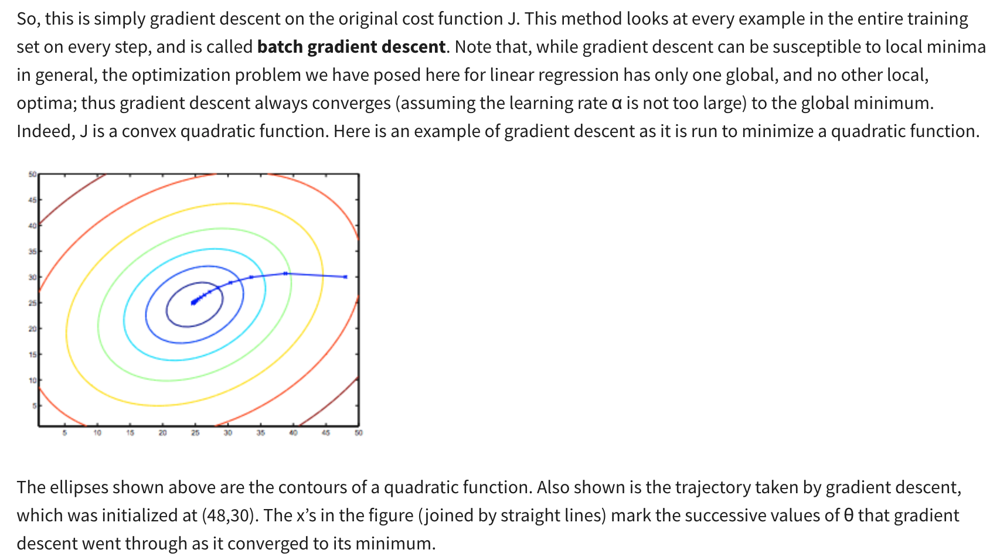 So, this is simply gradient descent on the original cost function J. This method looks at every example in the entire training
set on every step, and is called batch gradient descent. Note that, while gradient descent can be susceptible to local minima
in general, the optimization problem we have posed here for linear regression has only one global, and no other local,
optima; thus gradient descent always converges (assuming the learning rate α is not too large) to the global minimum.
Indeed, J is a convex quadratic function. Here is an example of gradient descent as it is run to minimize a quadratic function.
50
45
40
35
30
25
20
15
10
5
5 10 15 20 25 30 35 40 45 50
The ellipses shown above are the contours of a quadratic function. Also shown is the trajectory taken by gradient descent,
which was initialized at (48,30). The x’s in the figure (joined by straight lines) mark the successive values of θ that gradient
descent went through as it converged to its minimum.